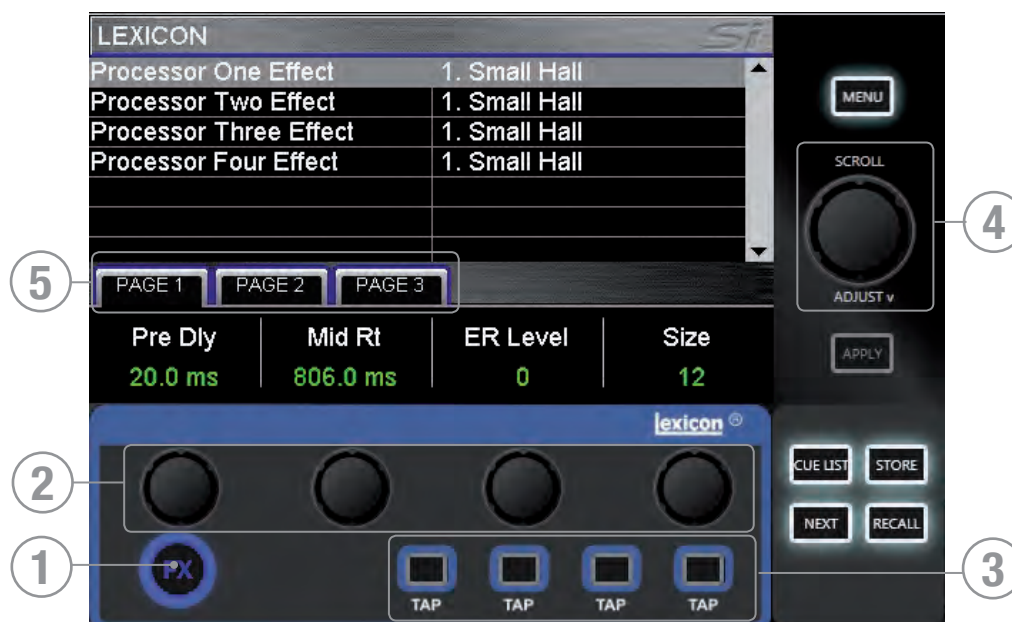 LEXICON
Si
Processor One Effect 1. Small Hall
Processor Two Effect 1. Small Hall
Processor Three Effect 1. Small Hall
Processor Four Effect 1. Small Hall
PAGE 1 PAGE 2 PAGE 3
Pre Dly Mid Rt ER Level Size
20.0 ms 806.0 ms 0 12
lexicon ®
FX
TAP TAP TAP TAP
MENU
SCROLL
ADJUST v
APPLY
CUE LIST STORE
NEXT RECALL
5
2
1
4
3